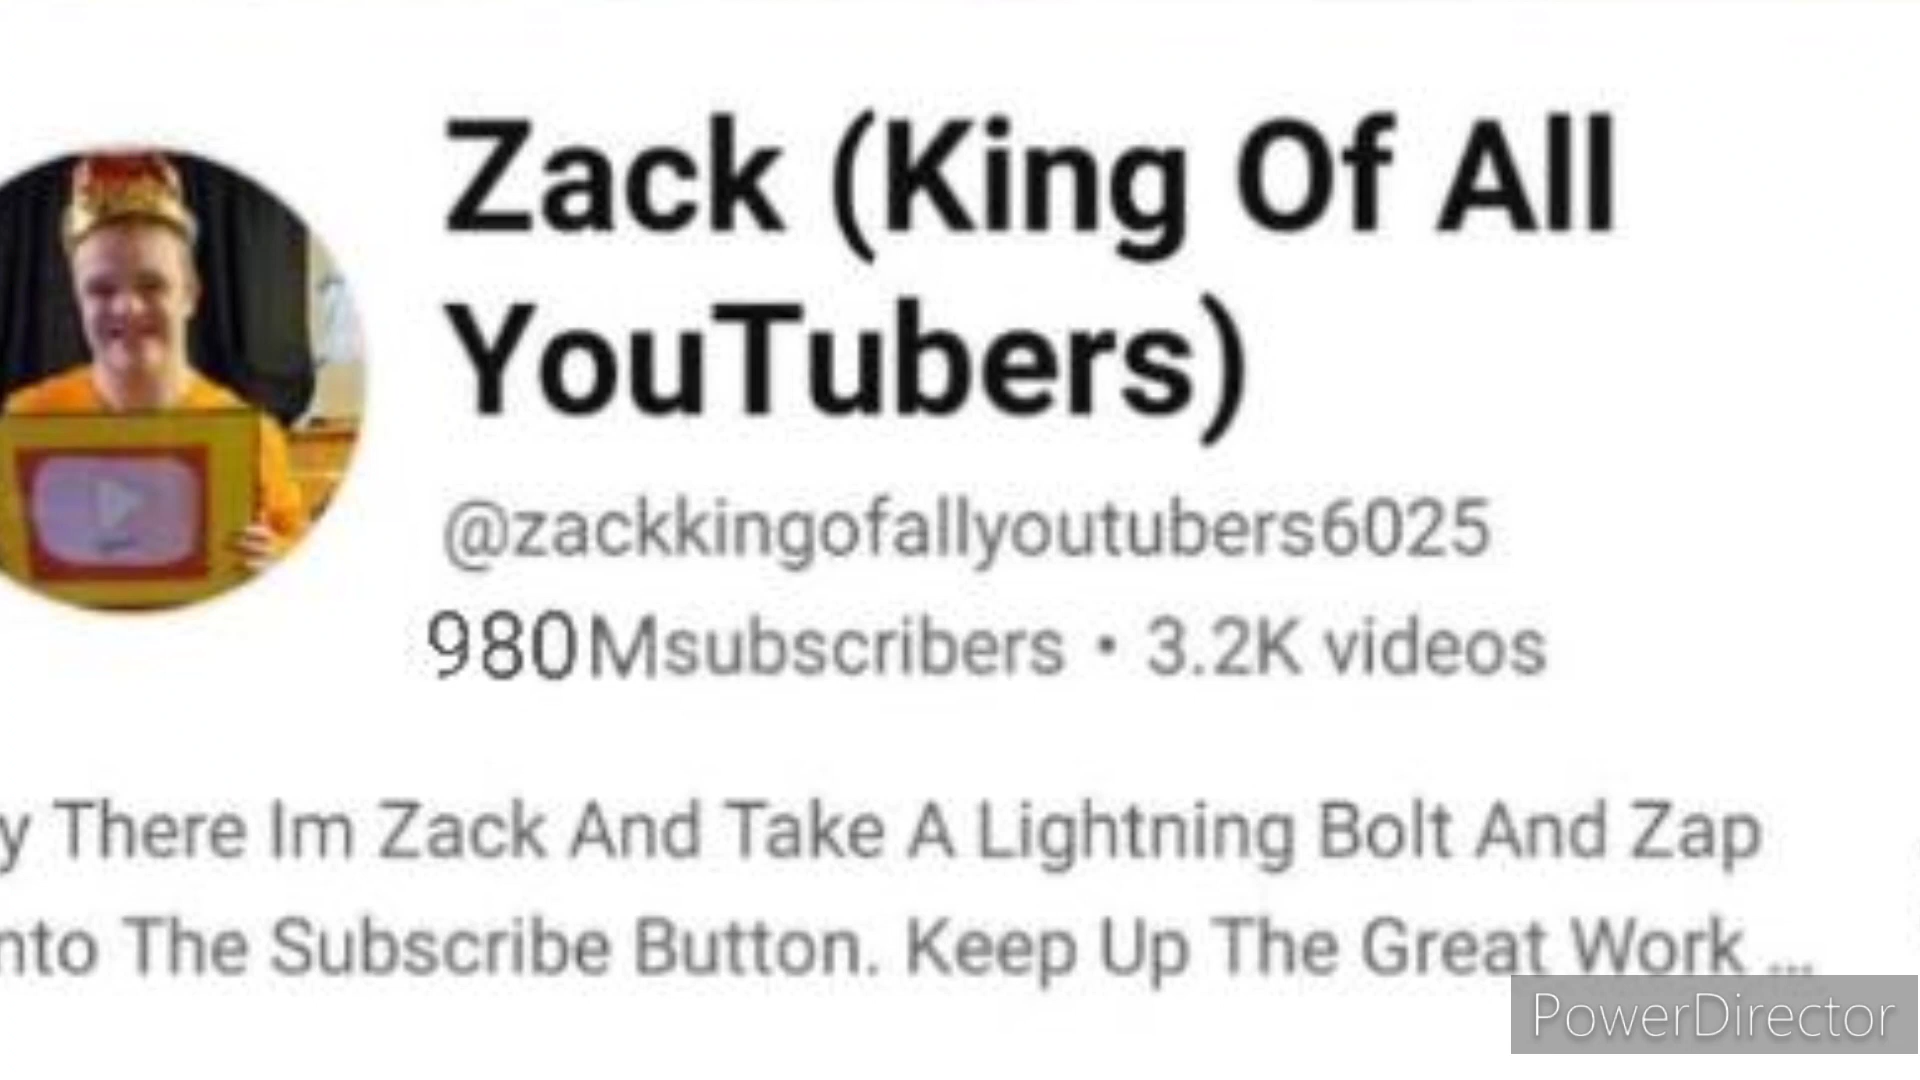 Zack (King Of All
YouTubers)
@zackkingofallyoutubers6025
980Msubscribers • 3.2K videos
y There Im Zack And Take A Lightning Bolt And Zap
nto The Subscribe Button. Keep Up The Great Work ...
PowerDirector